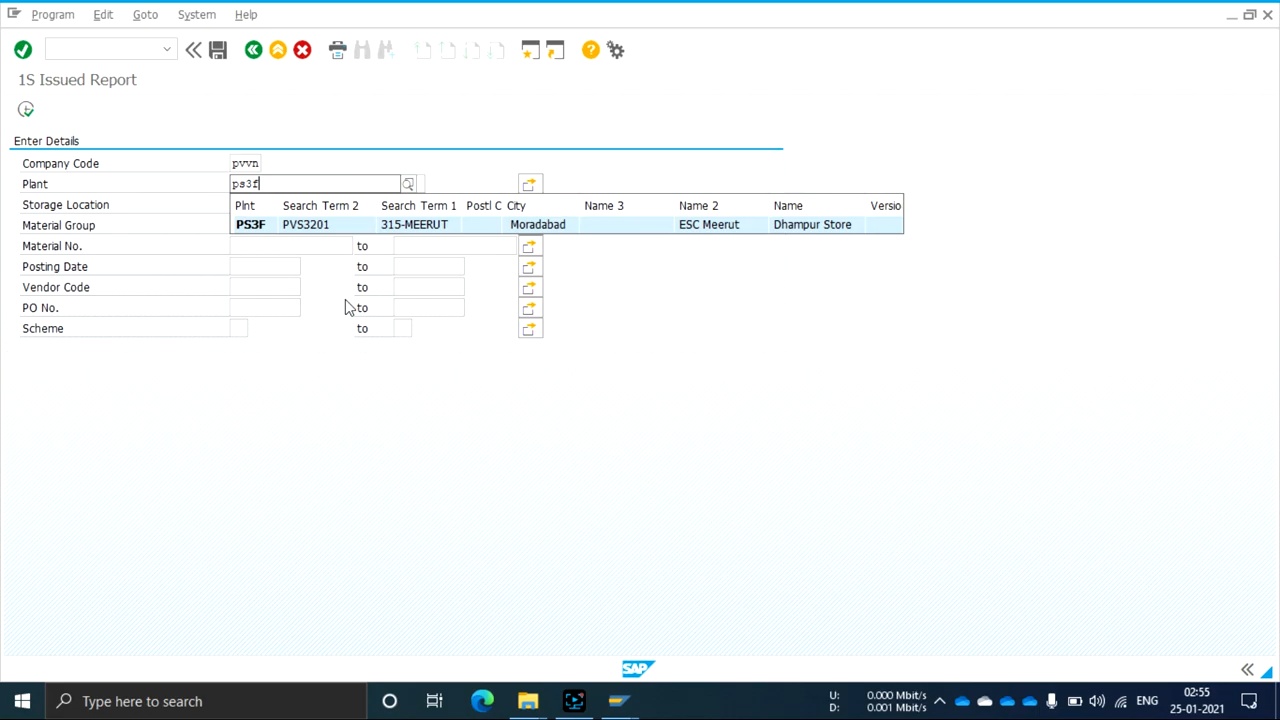 Program Edit Goto System Help
1S Issued Report
Enter Details
Company Code pvvn
Plant ps3f
Storage Location
Plnt Search Term 2 Search Term 1 Postl C City Name 3 Name 2 Name Versio
Material Group
PS3F PVS3201 315-MEERUT Moradabad ESC Meerut Dhampur Store
Material No. to
Posting Date to
Vendor Code to
PO No. to
Scheme to
SAP
Type here to search
U: 0.000 Mbit/s
D: 0.001 Mbit/s
ENG
02:55
25-01-2021